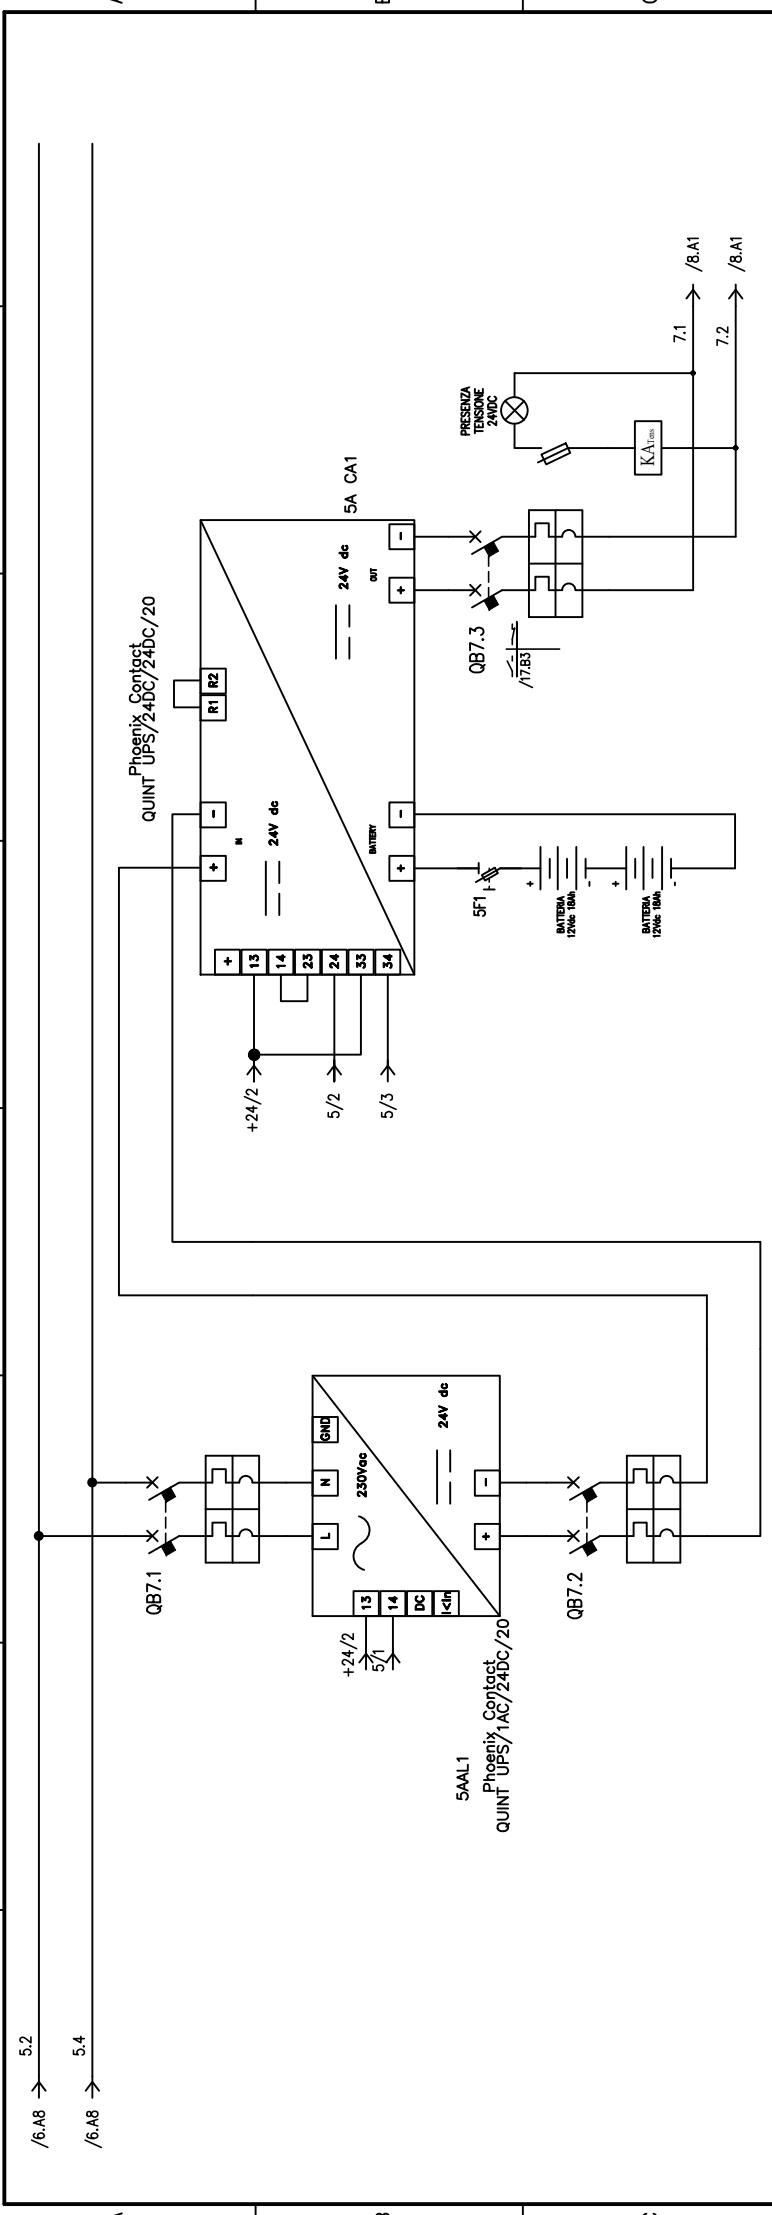 /6.A8
5.2
/6.A8
5.4
QB7.1
+24/2
5/1
13
14
DC
I<In
L
N
GND
230Vac
24V dc
+
-
5AAL1
Phoenix Contact
QUINT UPS/1AC/24DC/20
QB7.2
Phoenix Contact
QUINT UPS/24DC/24DC/20
+24/2
5/2
5/3
+
13
14
23
24
33
34
+
-
IN
24V dc
R1
R2
BATTERY
+
-
24V dc
OUT
+
-
5A CA1
5F1
+
-
BATTERIA
12Vdc 18Ah
+
-
BATTERIA
12Vdc 18Ah
QB7.3
/17.B3
PRESENZA
TENSIONE
24VDC
KATens
7.1
/8.A1
7.2
/8.A1